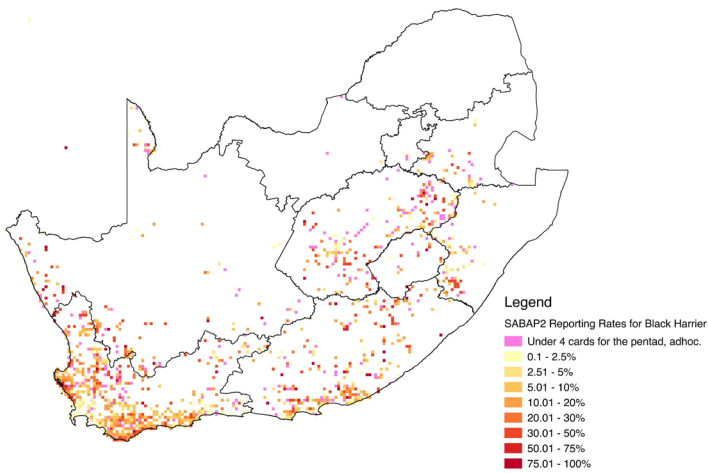 Legend
SABAP2 Reporting Rates for Black Harrier
Under 4 cards for the pentad, adhoc.
0.1 - 2.5%
2.51 - 5%
5.01 - 10%
10.01 - 20%
20.01 - 30%
30.01 - 50%
50.01 - 75%
75.01 - 100%